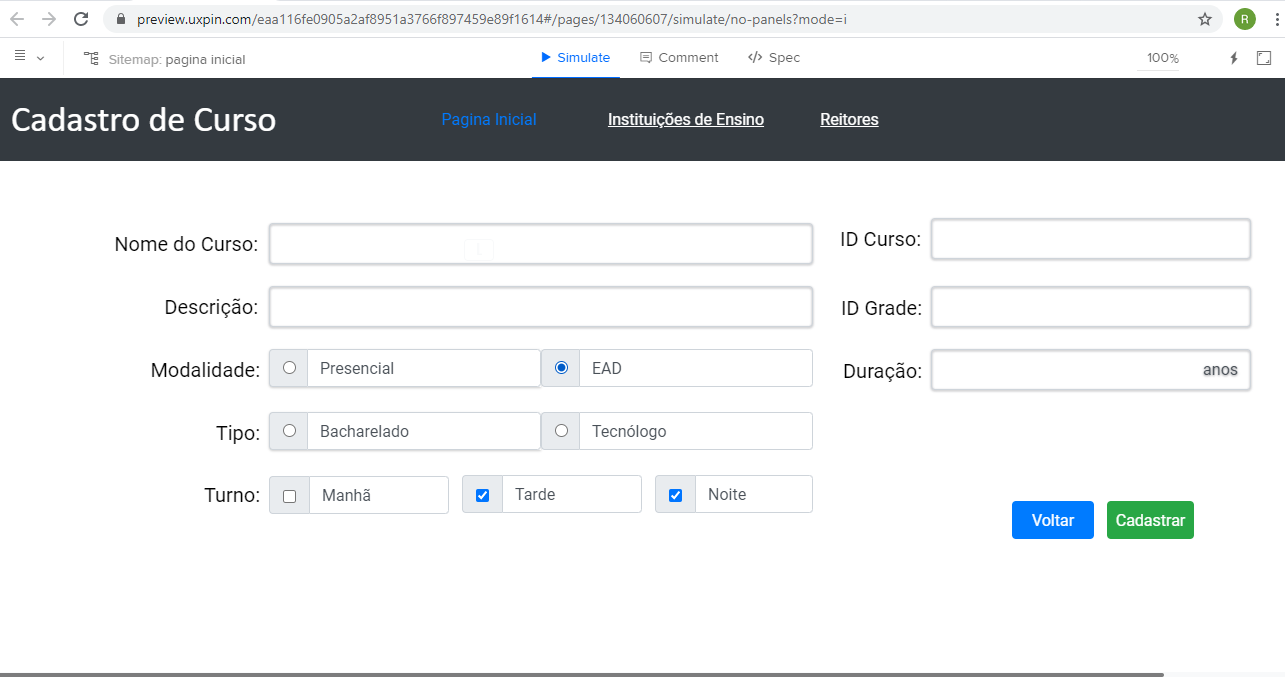 preview.uxpin.com/eaa116fe0905a2af8951a3766f897459e89f1614#/pages/134060607/simulate/no-panels?mode=i
R
Sitemap: pagina inicial
Simulate
Comment
</> Spec
100%
Cadastro de Curso
Pagina Inicial
Instituições de Ensino
Reitores
Nome do Curso:
ID Curso:
Descrição:
ID Grade:
Modalidade:
Presencial
EAD
Duração:
anos
Tipo:
Bacharelado
Tecnólogo
Turno:
Manhã
Tarde
Noite
Voltar
Cadastrar